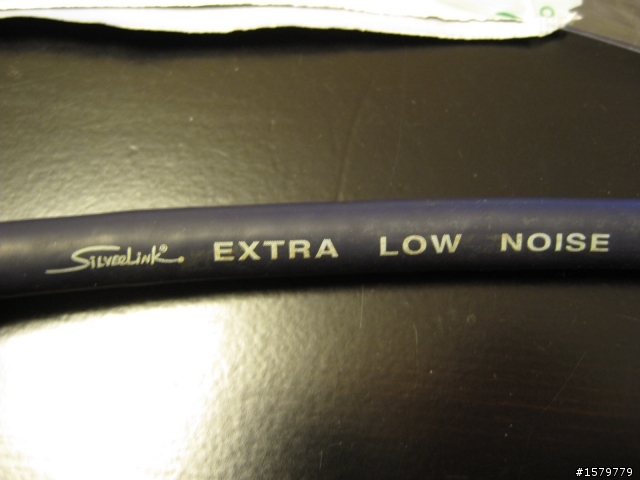 SilverLink® EXTRA LOW NOISE
#1579779